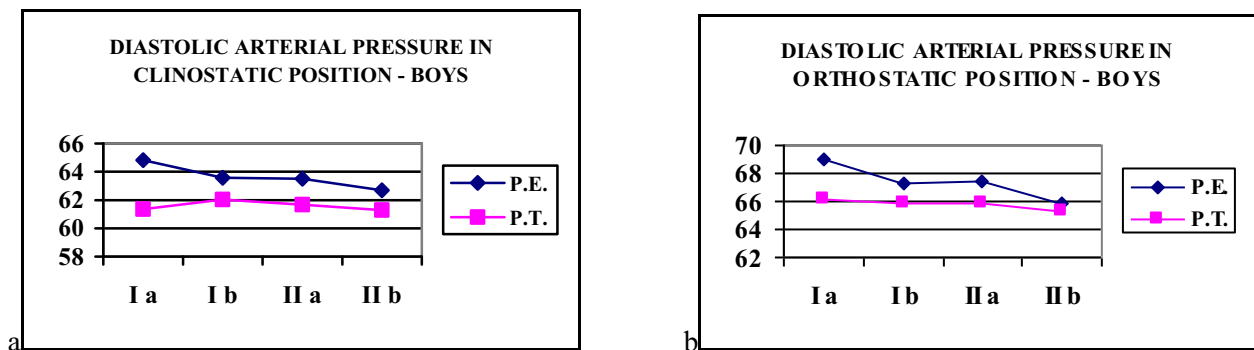 DIASTOLIC ARTERIAL PRESSURE IN
CLINOSTATIC POSITION - BOYS
66
64
62
60
58
I a I b II a II b
P.E.
P.T.
a
DIASTOLIC ARTERIAL PRESSURE IN
ORTHOSTATIC POSITION - BOYS
70
68
66
64
62
I a I b II a II b
P.E.
P.T.
b